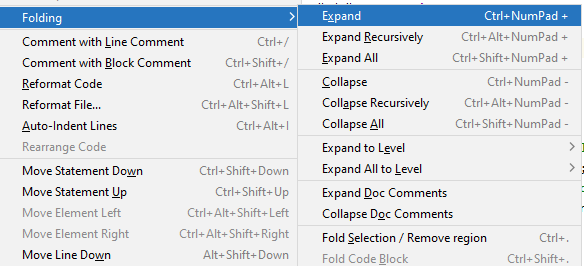 Folding
Comment with Line Comment Ctrl+/
Comment with Block Comment Ctrl+Shift+/
Reformat Code Ctrl+Alt+L
Reformat File... Ctrl+Alt+Shift+L
Auto-Indent Lines Ctrl+Alt+I
Rearrange Code
Move Statement Down Ctrl+Shift+Down
Move Statement Up Ctrl+Shift+Up
Move Element Left Ctrl+Alt+Shift+Left
Move Element Right Ctrl+Alt+Shift+Right
Move Line Down Alt+Shift+Down
Expand Ctrl+NumPad +
Expand Recursively Ctrl+Alt+NumPad +
Expand All Ctrl+Shift+NumPad +
Collapse Ctrl+NumPad -
Collapse Recursively Ctrl+Alt+NumPad -
Collapse All Ctrl+Shift+NumPad -
Expand to Level
Expand All to Level
Expand Doc Comments
Collapse Doc Comments
Fold Selection / Remove region Ctrl+.
Fold Code Block Ctrl+Shift+.